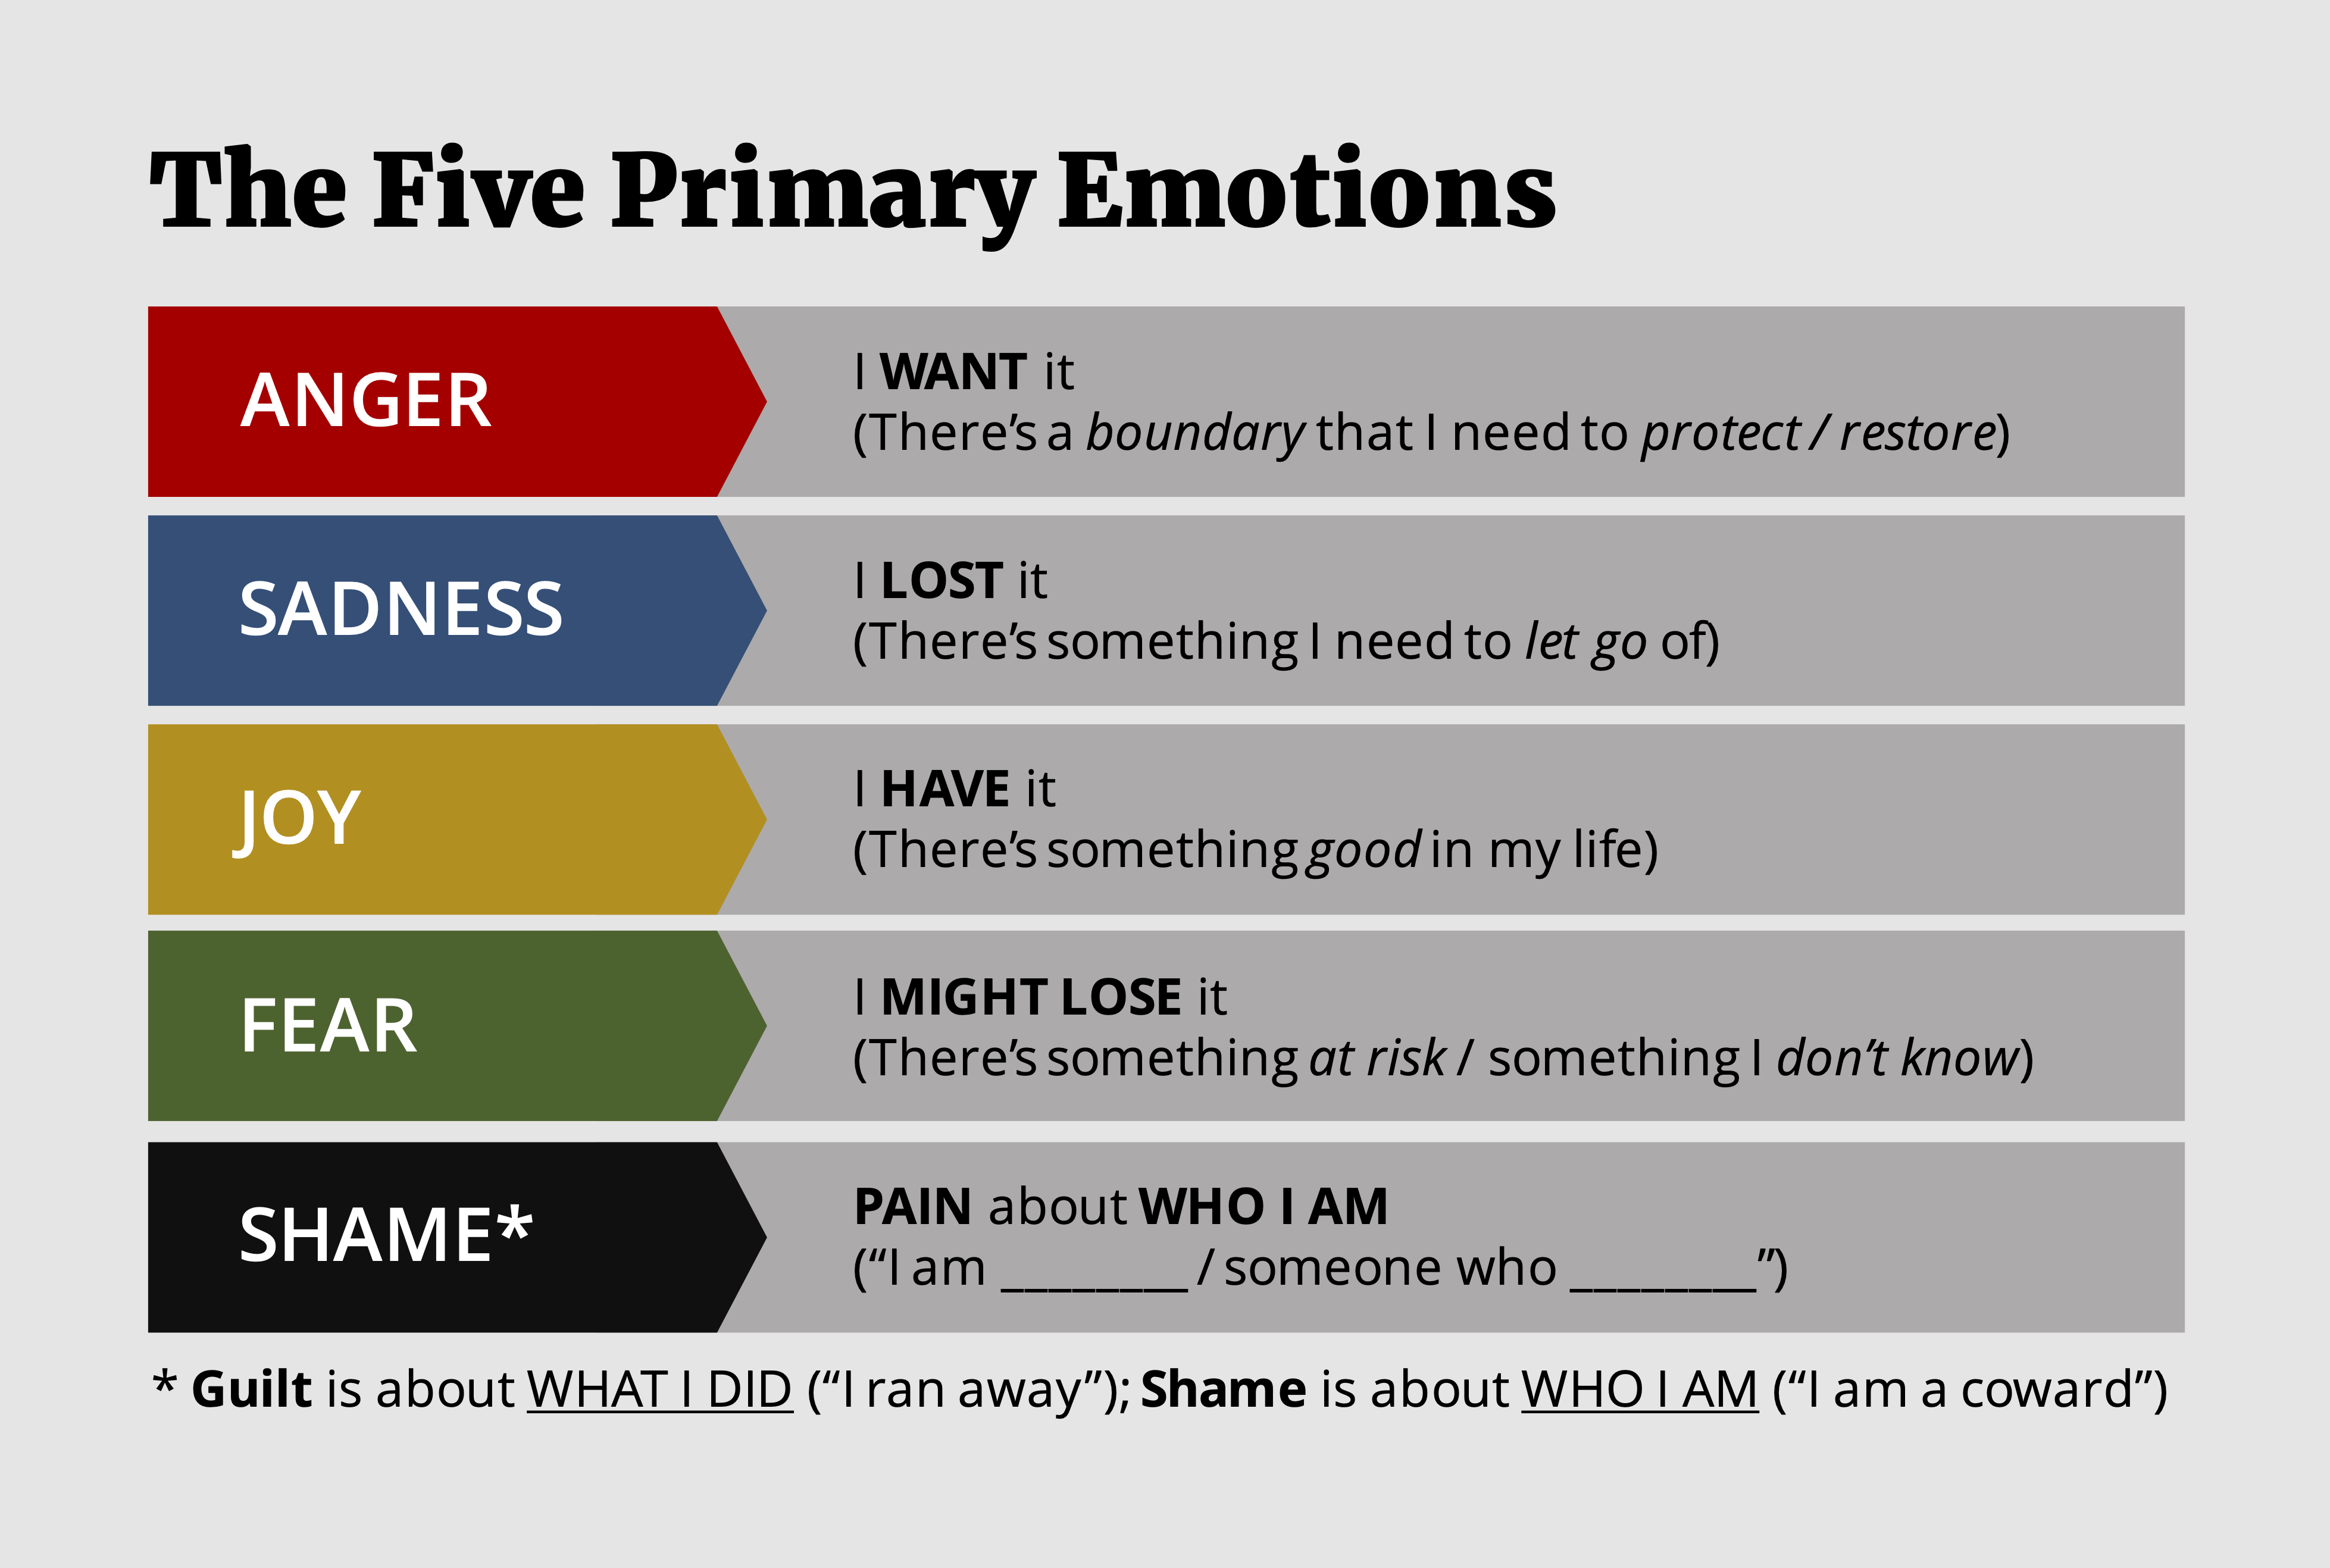 The Five Primary Emotions
ANGER
I WANT it
(There’s a boundary that I need to protect / restore)
SADNESS
I LOST it
(There’s something I need to let go of)
JOY
I HAVE it
(There’s something good in my life)
FEAR
I MIGHT LOSE it
(There’s something at risk / something I don’t know)
SHAME*
PAIN about WHO I AM
(“I am ________ / someone who ________”)
* Guilt is about WHAT I DID (“I ran away”); Shame is about WHO I AM (“I am a coward”)